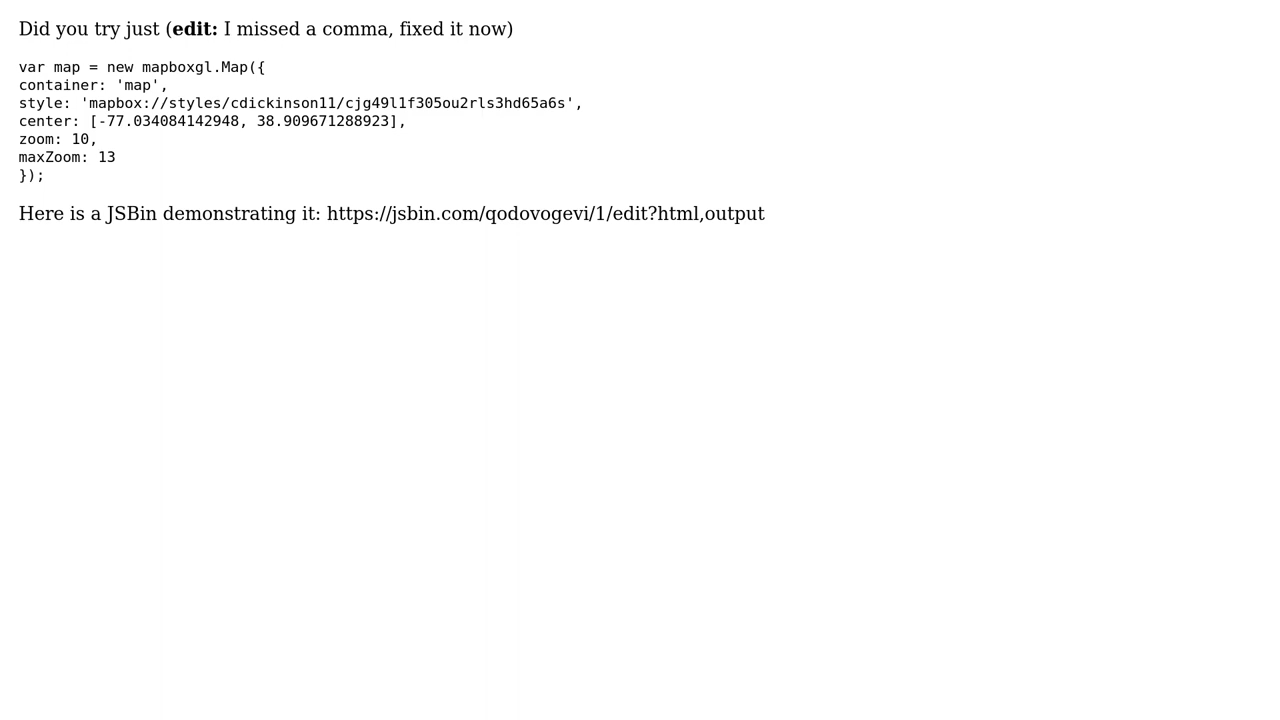 Did you try just (edit: I missed a comma, fixed it now)
var map = new mapboxgl.Map({
container: 'map',
style: 'mapbox://styles/cdickinson11/cjg49l1f305ou2rls3hd65a6s',
center: [-77.034084142948, 38.909671288923],
zoom: 10,
maxZoom: 13
});
Here is a JSBin demonstrating it: https://jsbin.com/qodovogevi/1/edit?html,output